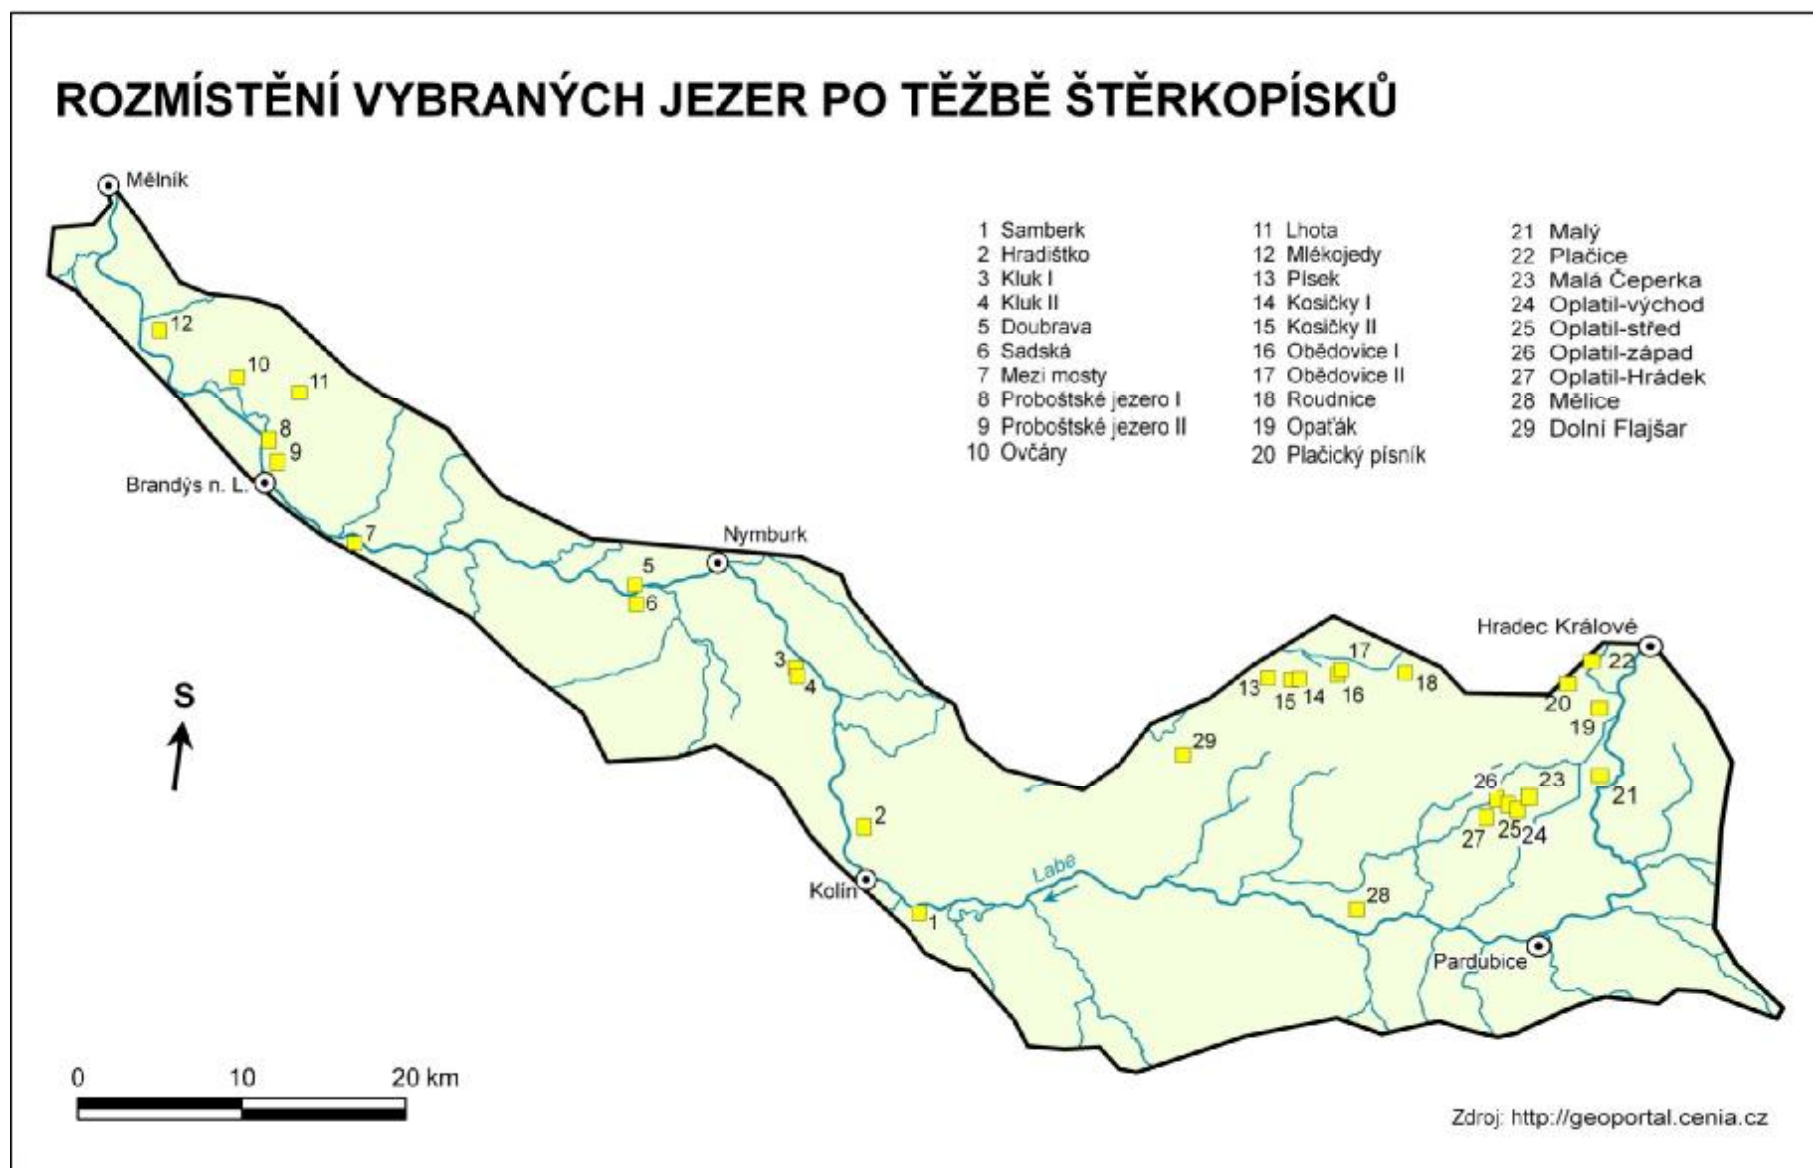 ROZMÍSTĚNÍ VYBRANÝCH JEZER PO TĚŽBĚ ŠTĚRKOPÍSKŮ
Mělník
1 Samberk
2 Hradištko
3 Kluk I
4 Kluk II
5 Doubrava
6 Sadská
7 Mezi mosty
8 Proboštské jezero I
9 Proboštské jezero II
10 Ovčáry
11 Lhota
12 Mlékojedy
13 Písek
14 Kosičky I
15 Kosičky II
16 Obědovice I
17 Obědovice II
18 Roudnice
19 Opaťák
20 Plačický písník
21 Malý
22 Plačice
23 Malá Čeperka
24 Oplatil-východ
25 Oplatil-střed
26 Oplatil-západ
27 Oplatil-Hrádek
28 Mělice
29 Dolní Flajšar
12
10
11
8
9
Brandýs n. L.
7
Nymburk
5
6
3
4
Hradec Králové
17
22
13
15
14
16
18
20
19
29
26
23
21
27
25
24
2
Labe
Kolín
1
28
Pardubice
S
0
10
20 km
Zdroj: http://geoportal.cenia.cz